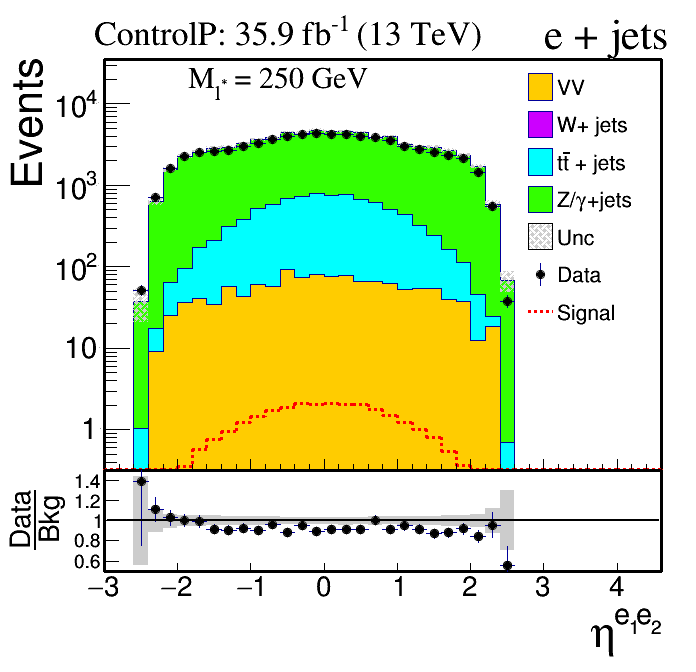 ControlP: 35.9 fb⁻¹ (13 TeV)
e + jets
M_l* = 250 GeV
Events
10⁴
10³
10²
10
1
VV
W+ jets
tt̄ + jets
Z/γ+jets
Unc
Data
Signal
Data
Bkg
1.4
1.2
1
0.8
0.6
−3 −2 −1 0 1 2 3 4
η^e₁e₂